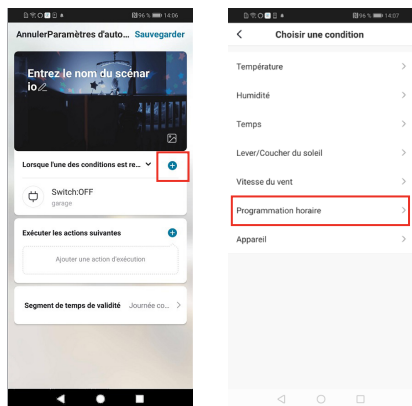 96 % 14:06
AnnulerParamètres d'auto... Sauvegarder
Entrez le nom du scénar
io
Lorsque l'une des conditions est re...
Switch:OFF
garage
Exécuter les actions suivantes
Ajouter une action d'exécution
Segment de temps de validité Journée co...
96 % 14:07
Choisir une condition
Température
Humidité
Temps
Lever/Coucher du soleil
Vitesse du vent
Programmation horaire
Appareil